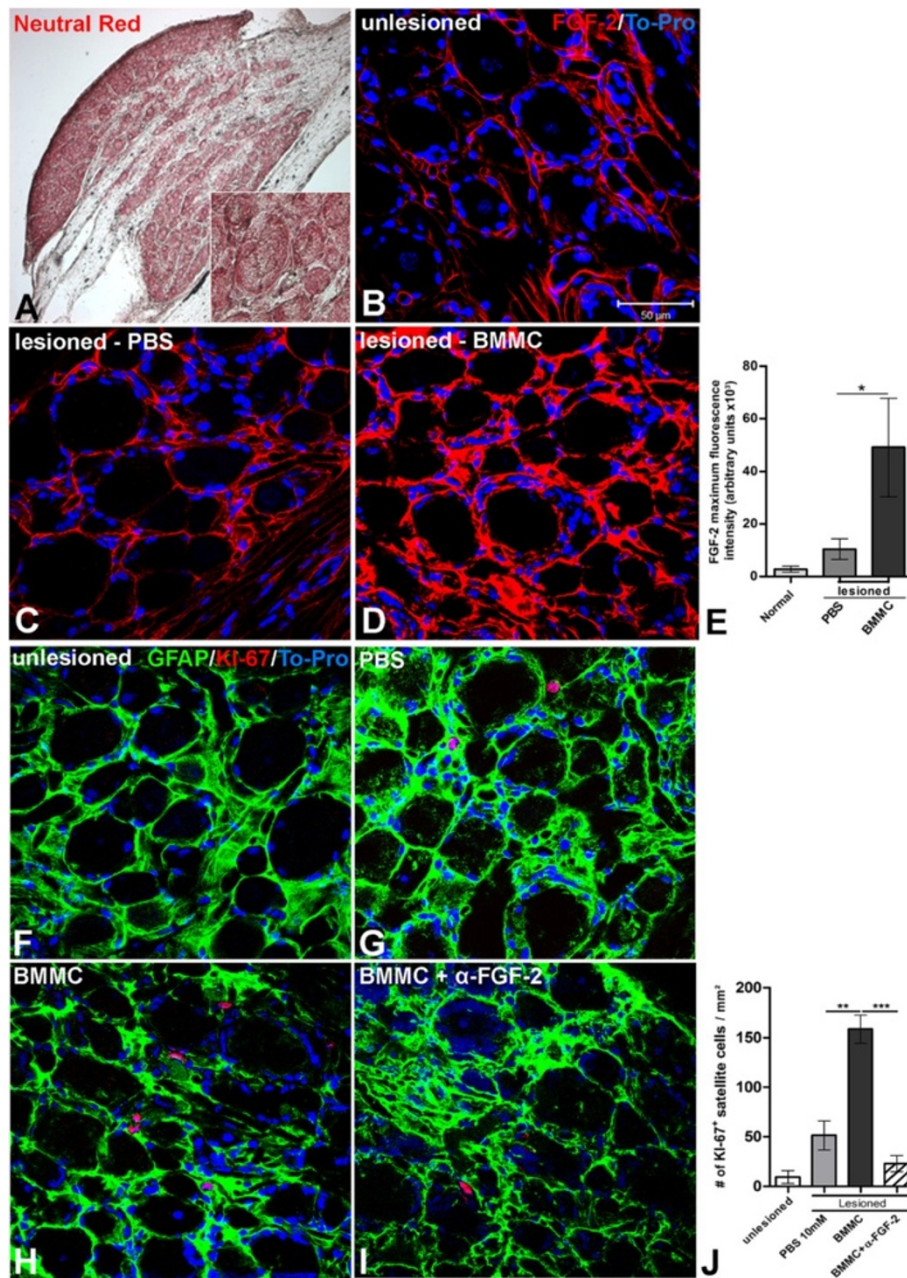 Neutral Red
A
unlesioned FGF-2/To-Pro
50 µm
B
lesioned - PBS
C
lesioned - BMMC
D
FGF-2 maximum fluorescence
intensity (arbitrary units x10³)
80
60
40
20
0
*
Normal
PBS
BMMC
lesioned
E
unlesioned GFAP/KI-67/To-Pro
F
PBS
G
BMMC
H
BMMC + α-FGF-2
I
# of KI-67⁺ satellite cells / mm²
200
150
100
50
0
** ***
unlesioned
PBS 10mM
BMMC
BMMC+α-FGF-2
Lesioned
J